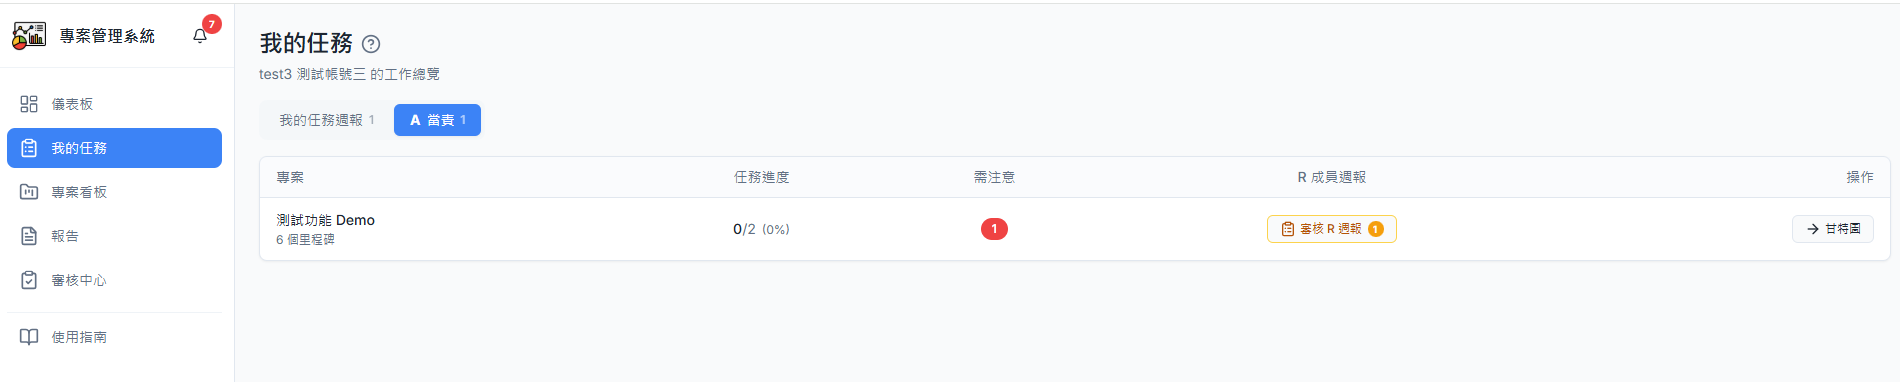 專案管理系統
7
儀表板
我的任務
專案看板
報告
審核中心
使用指南
我的任務
test3 測試帳號三 的工作總覽
我的任務週報 1
A 當責 1
專案 任務進度 需注意 R 成員週報 操作
測試功能 Demo
6 個里程碑
0/2 (0%)
1
審核 R 週報 1
甘特圖